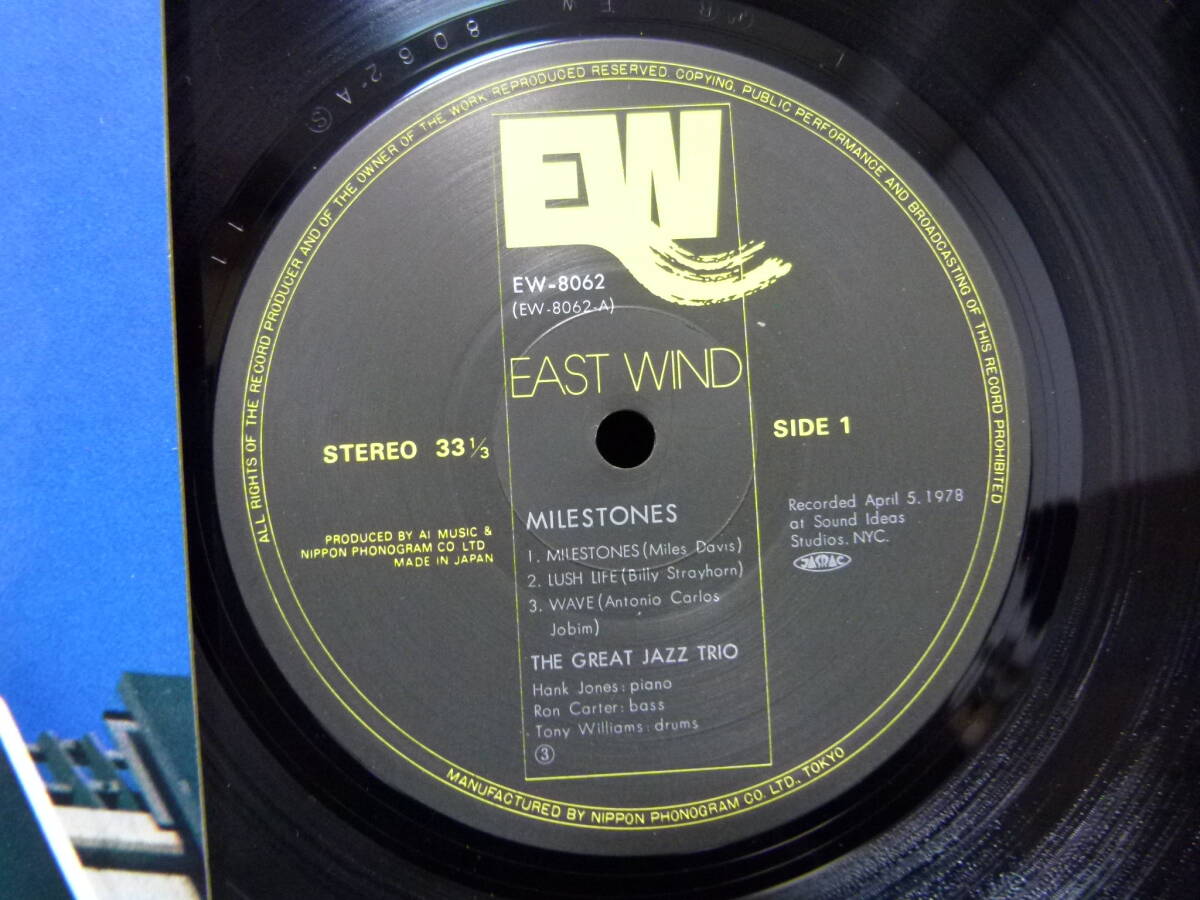 ALL RIGHTS OF THE RECORD PRODUCER AND OF THE OWNER OF THE WORK REPRODUCED RESERVED. COPYING, PUBLIC PERFORMANCE AND BROADCASTING OF THIS RECORD PROHIBITED
EW
EW-8062
(EW-8062-A)
EAST WIND
STEREO 33 1/3
SIDE 1
PRODUCED BY AI MUSIC &
NIPPON PHONOGRAM CO. LTD.
MADE IN JAPAN
Recorded April 5. 1978
at Sound Ideas
Studios. NYC.
JASRAC
MILESTONES
1. MILESTONES (Miles Davis)
2. LUSH LIFE (Billy Strayhorn)
3. WAVE (Antonio Carlos
Jobim)
THE GREAT JAZZ TRIO
Hank Jones: piano
Ron Carter: bass
Tony Williams: drums
③
MANUFACTURED BY NIPPON PHONOGRAM CO. LTD., TOKYO
8062-A Ⓢ